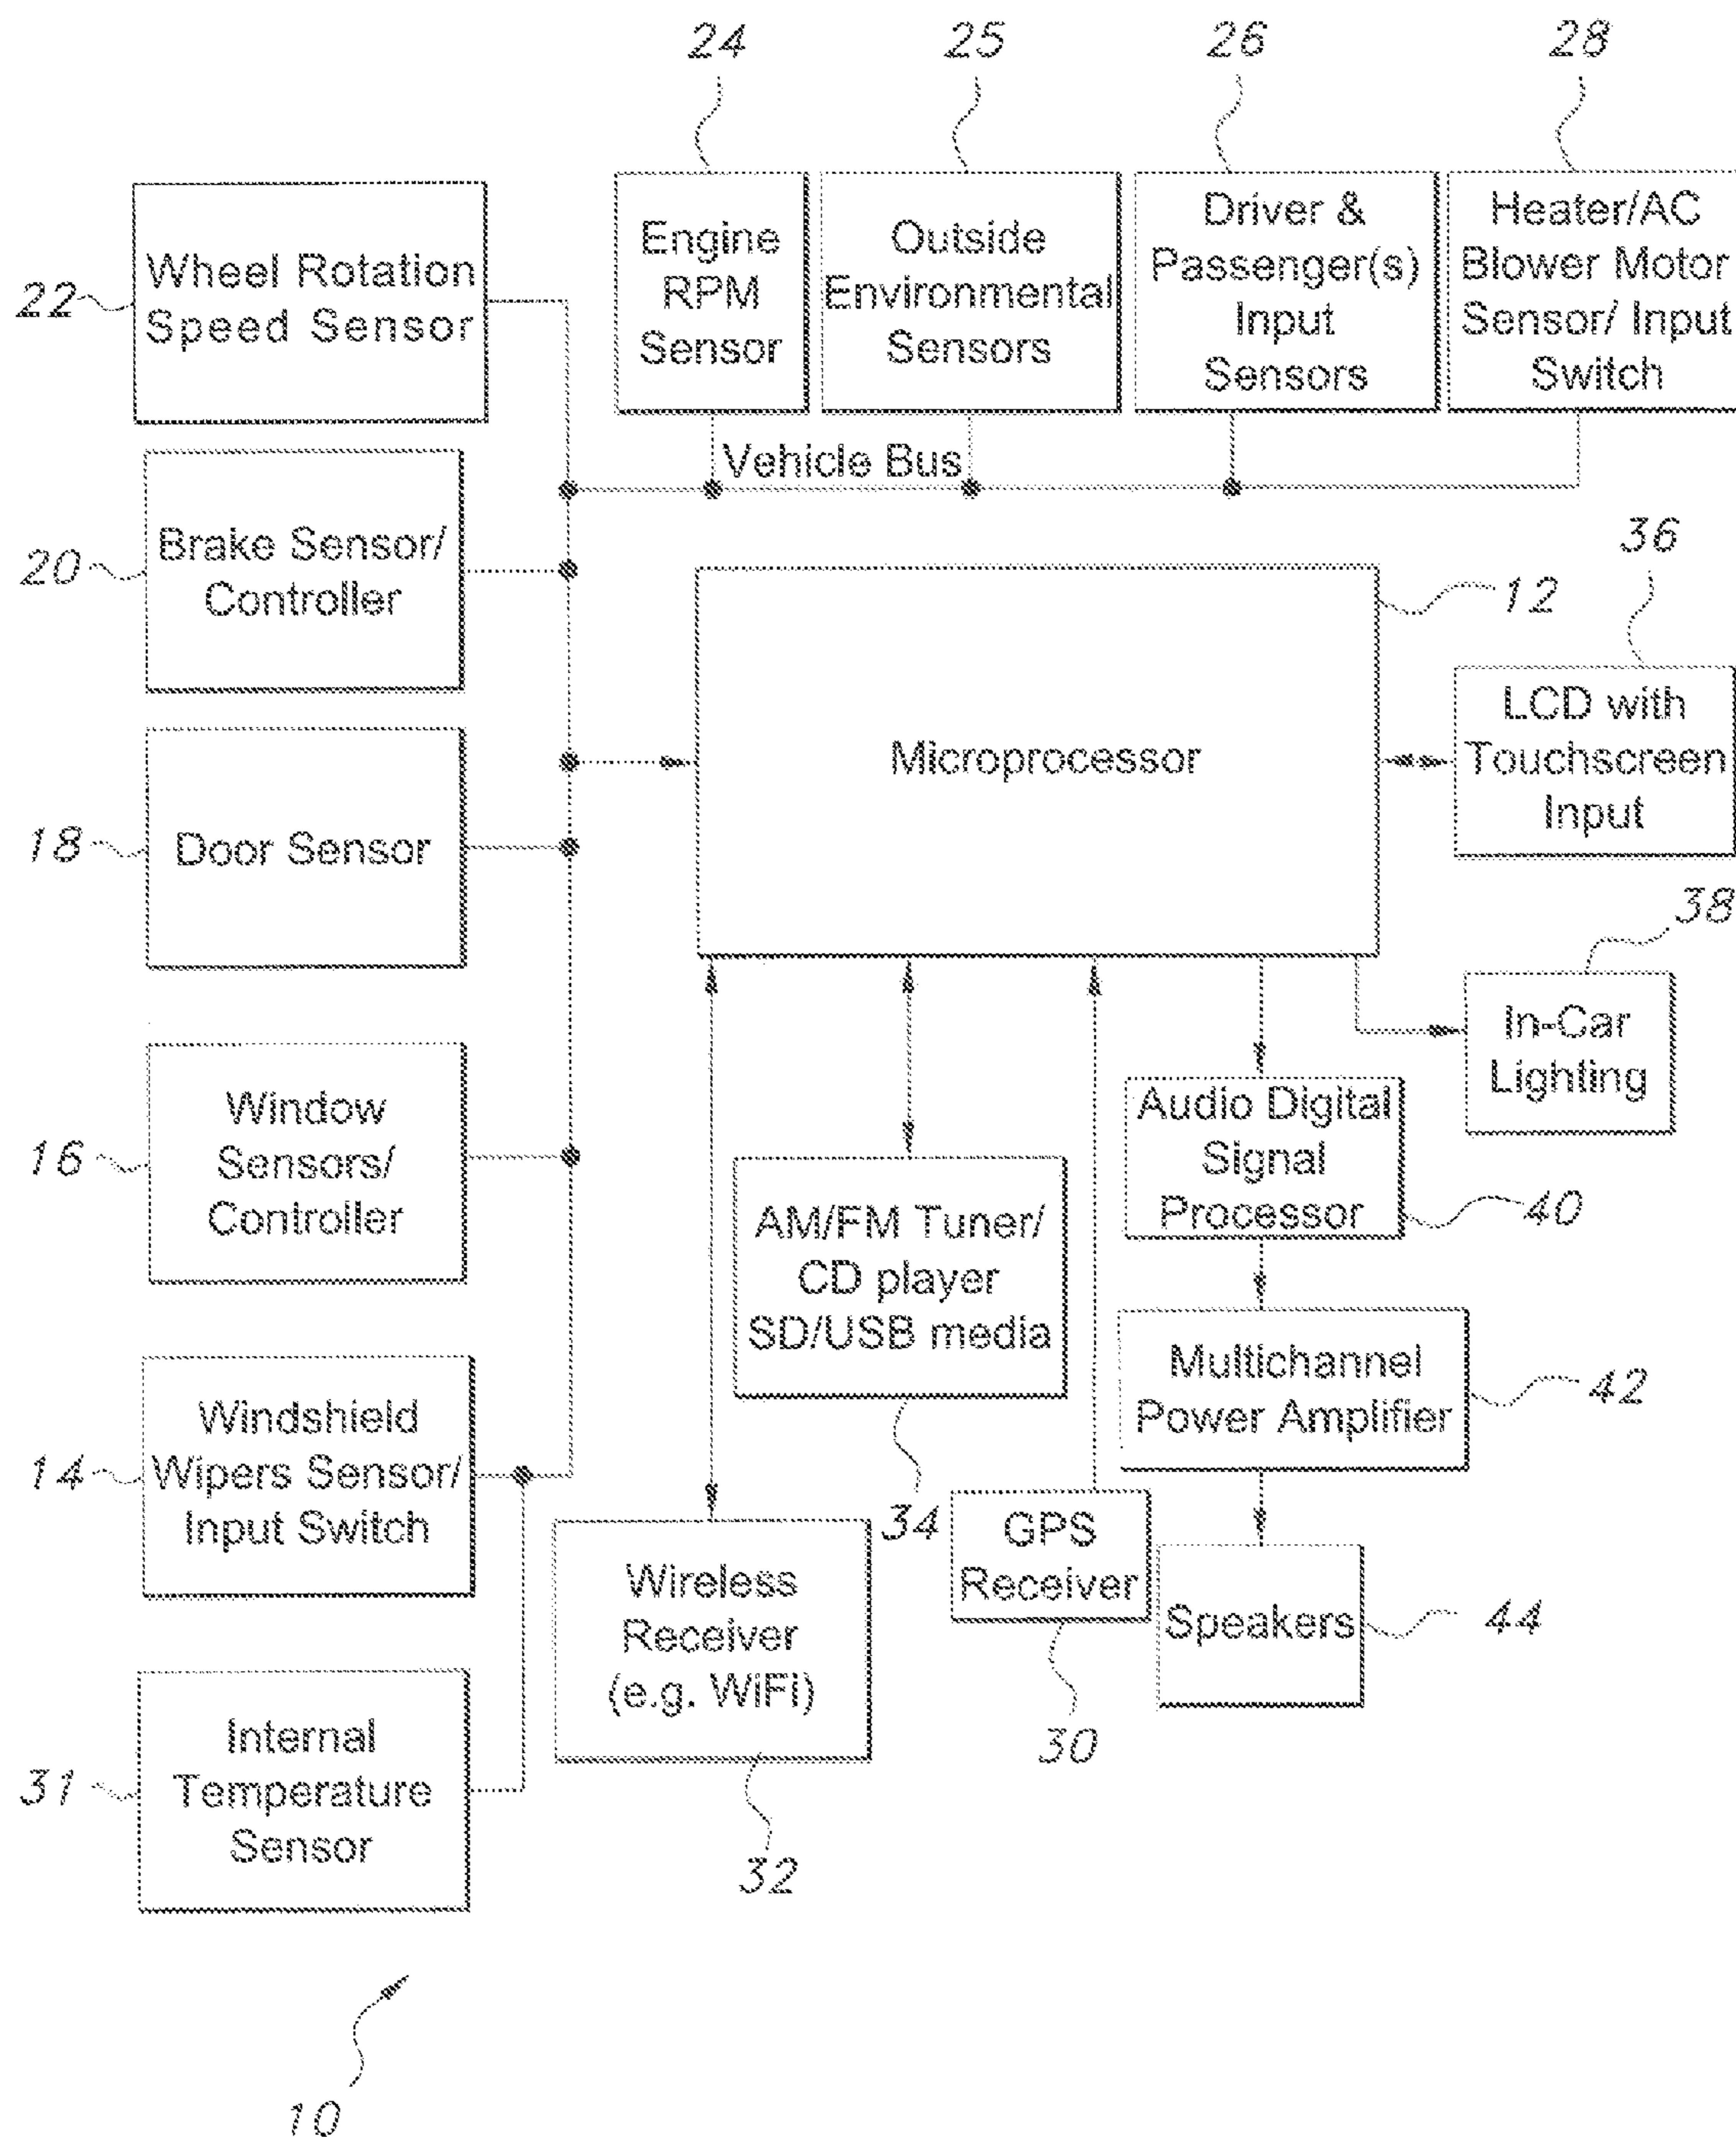 24
25
26
28
22
Wheel Rotation
Speed Sensor
Engine
RPM
Sensor
Outside
Environmental
Sensors
Driver &
Passenger(s)
Input
Sensors
Heater/AC
Blower Motor
Sensor/ Input
Switch
Vehicle Bus
20
Brake Sensor/
Controller
12
36
Microprocessor
LCD with
Touchscreen
Input
18
Door Sensor
38
In-Car
Lighting
16
Window
Sensors/
Controller
Audio Digital
Signal
Processor
40
AM/FM Tuner/
CD player
SD/USB media
34
Multichannel
Power Amplifier
42
14
Windshield
Wipers Sensor/
Input Switch
Wireless
Receiver
(e.g. WiFi)
32
GPS
Receiver
30
Speakers
44
31
Internal
Temperature
Sensor
10